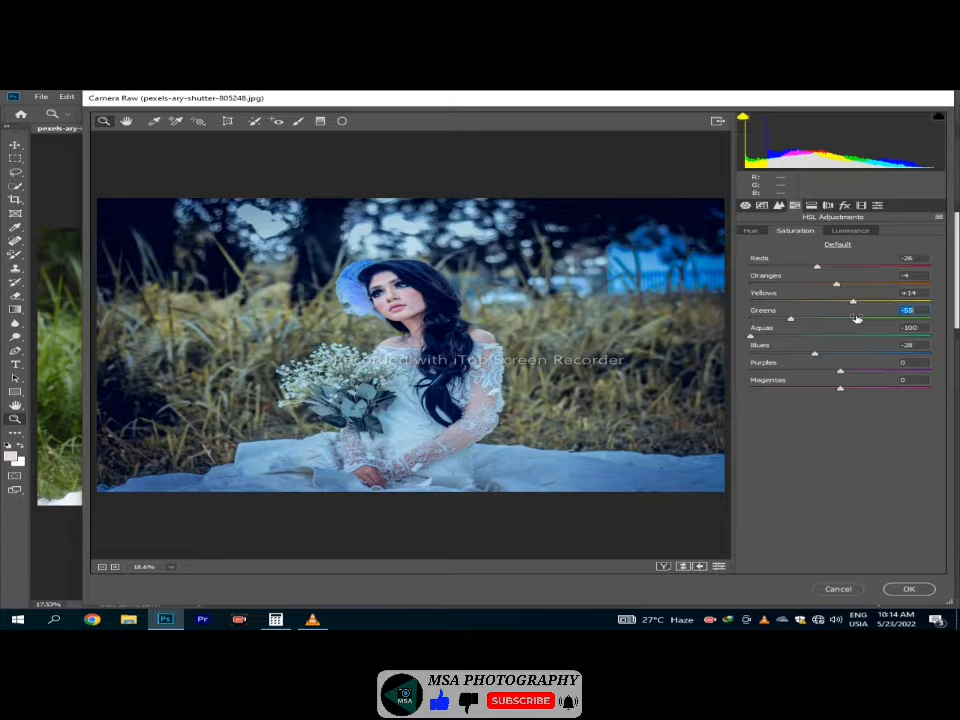 Camera Raw (pexels-ary-shutter-805248.jpg)
File Edit
pexels-ary-
R: ---
G: ---
B: ---
HSL Adjustments
Hue Saturation Luminance
Default
Reds -26
Oranges -4
Yellows +14
Greens -55
Aquas -100
Blues -28
Purples 0
Magentas 0
Recorded with iTop Screen Recorder
18.6%
Cancel OK
17.53%
Ps Pr 27°C Haze ENG USIA 10:14 AM 5/23/2022
MSA PHOTOGRAPHY
MSA SUBSCRIBE